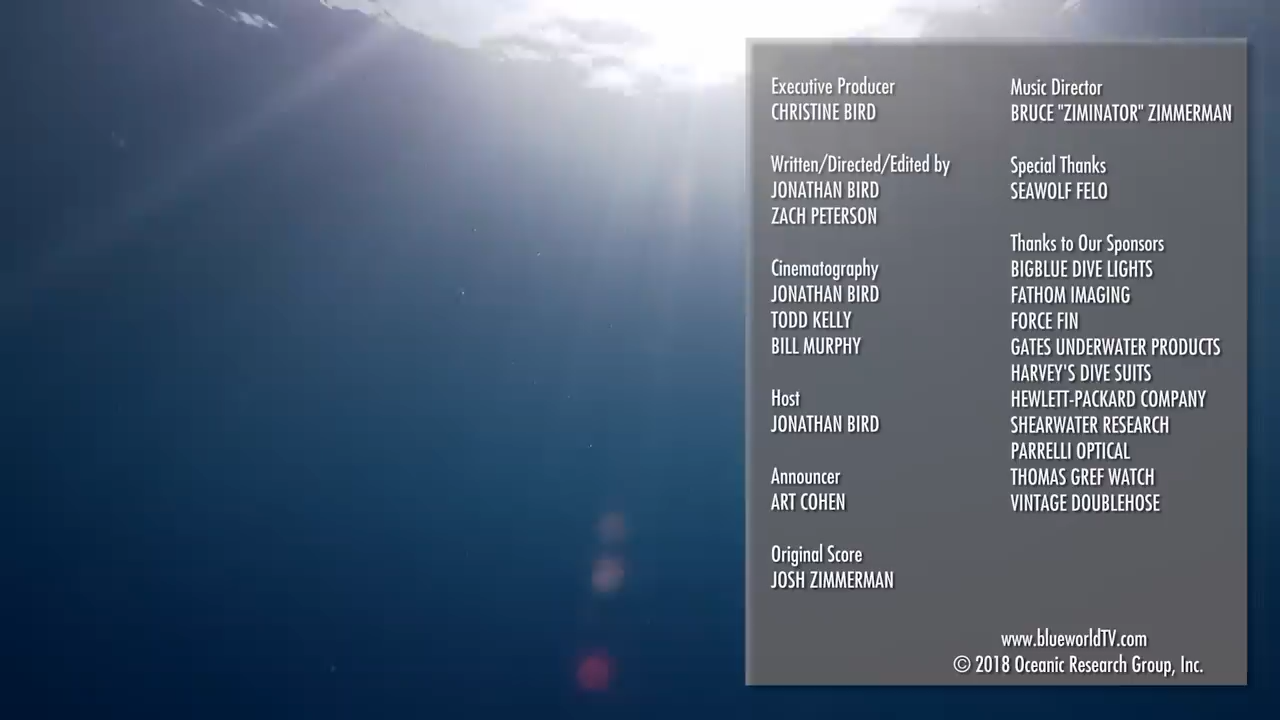 Executive Producer
CHRISTINE BIRD
Written/Directed/Edited by
JONATHAN BIRD
ZACH PETERSON
Cinematography
JONATHAN BIRD
TODD KELLY
BILL MURPHY
Host
JONATHAN BIRD
Announcer
ART COHEN
Original Score
JOSH ZIMMERMAN
Music Director
BRUCE "ZIMINATOR" ZIMMERMAN
Special Thanks
SEAWOLF FELO
Thanks to Our Sponsors
BIGBLUE DIVE LIGHTS
FATHOM IMAGING
FORCE FIN
GATES UNDERWATER PRODUCTS
HARVEY'S DIVE SUITS
HEWLETT-PACKARD COMPANY
SHEARWATER RESEARCH
PARRELLI OPTICAL
THOMAS GREF WATCH
VINTAGE DOUBLEHOSE
www.blueworldTV.com
© 2018 Oceanic Research Group, Inc.